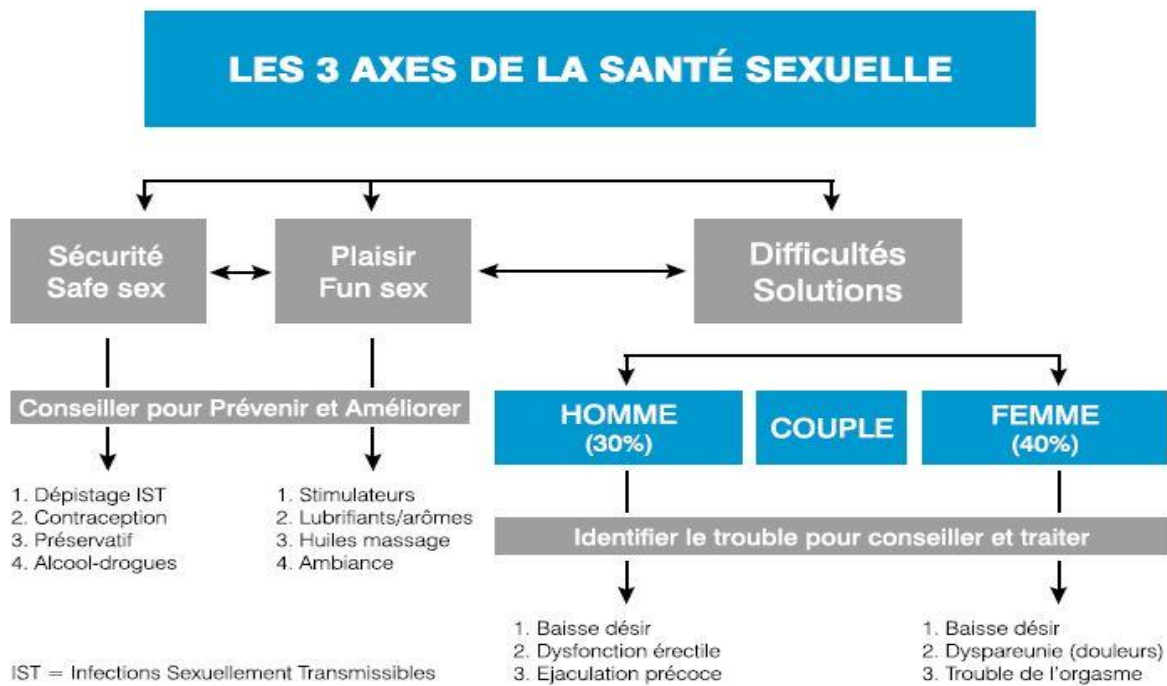 LES 3 AXES DE LA SANTÉ SEXUELLE
Sécurité
Safe sex
Plaisir
Fun sex
Difficultés
Solutions
Conseiller pour Prévenir et Améliorer
1. Dépistage IST
2. Contraception
3. Préservatif
4. Alcool-drogues
1. Stimulateurs
2. Lubrifiants/arômes
3. Huiles massage
4. Ambiance
HOMME
(30%)
COUPLE
FEMME
(40%)
Identifier le trouble pour conseiller et traiter
1. Baisse désir
2. Dysfonction érectile
3. Ejaculation précoce
1. Baisse désir
2. Dyspareunie (douleurs)
3. Trouble de l'orgasme
IST = Infections Sexuellement Transmissibles